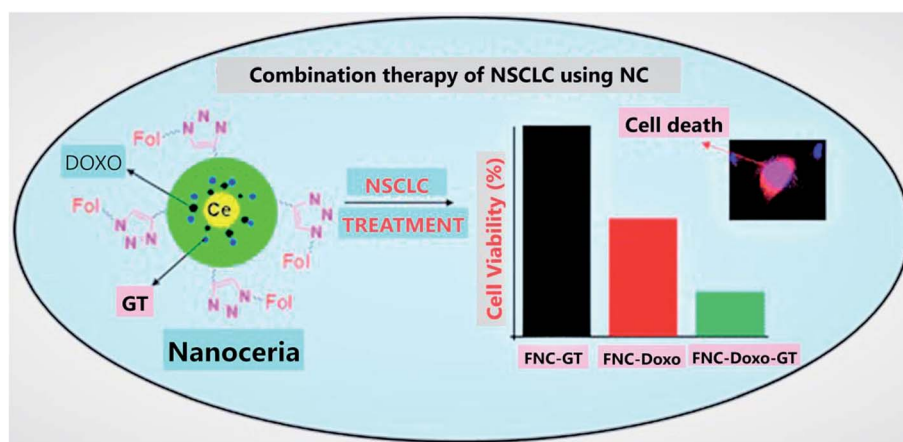 Combination therapy of NSCLC using NC
Fol
N
N
N
DOXO
Fol
N
N
N
Ce
N
N
N
Fol
GT
N
N
N
Fol
Nanoceria
NSCLC
TREATMENT
Cell Viability (%)
Cell death
FNC-GT
FNC-Doxo
FNC-Doxo-GT